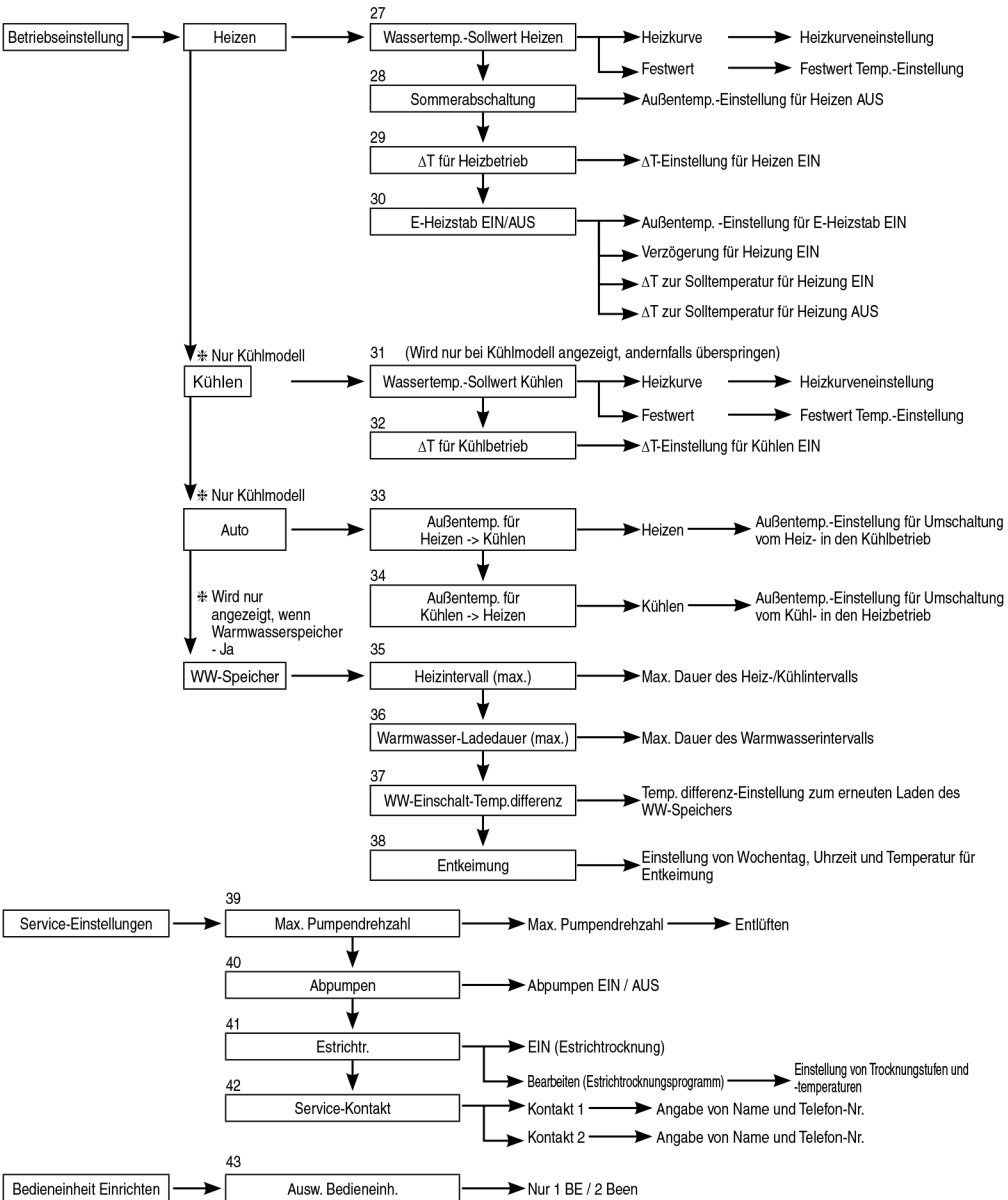 27
Betriebseinstellung
Heizen
Wassertemp.-Sollwert Heizen
Heizkurve
Heizkurveneinstellung
Festwert
Festwert Temp.-Einstellung
28
Sommerabschaltung
Außentemp.-Einstellung für Heizen AUS
29
ΔT für Heizbetrieb
ΔT-Einstellung für Heizen EIN
30
E-Heizstab EIN/AUS
Außentemp. -Einstellung für E-Heizstab EIN
Verzögerung für Heizung EIN
ΔT zur Solltemperatur für Heizung EIN
ΔT zur Solltemperatur für Heizung AUS
❈ Nur Kühlmodell
31 (Wird nur bei Kühlmodell angezeigt, andernfalls überspringen)
Kühlen
Wassertemp.-Sollwert Kühlen
Heizkurve
Heizkurveneinstellung
Festwert
Festwert Temp.-Einstellung
32
ΔT für Kühlbetrieb
ΔT-Einstellung für Kühlen EIN
❈ Nur Kühlmodell
33
Auto
Außentemp. für
Heizen -> Kühlen
Heizen
Außentemp.-Einstellung für Umschaltung
vom Heiz- in den Kühlbetrieb
34
Außentemp. für
Kühlen -> Heizen
Kühlen
Außentemp.-Einstellung für Umschaltung
vom Kühl- in den Heizbetrieb
❈ Wird nur
angezeigt, wenn
Warmwasserspeicher
- Ja
35
WW-Speicher
Heizintervall (max.)
Max. Dauer des Heiz-/Kühlintervalls
36
Warmwasser-Ladedauer (max.)
Max. Dauer des Warmwasserintervalls
37
WW-Einschalt-Temp.differenz
Temp. differenz-Einstellung zum erneuten Laden des
WW-Speichers
38
Entkeimung
Einstellung von Wochentag, Uhrzeit und Temperatur für
Entkeimung
39
Service-Einstellungen
Max. Pumpendrehzahl
Max. Pumpendrehzahl
Entlüften
40
Abpumpen
Abpumpen EIN / AUS
41
Estrichtr.
EIN (Estrichtrocknung)
Bearbeiten (Estrichtrocknungsprogramm)
Einstellung von Trocknungstufen und
-temperaturen
42
Service-Kontakt
Kontakt 1
Angabe von Name und Telefon-Nr.
Kontakt 2
Angabe von Name und Telefon-Nr.
43
Bedieneinheit Einrichten
Ausw. Bedieneinh.
Nur 1 BE / 2 Been